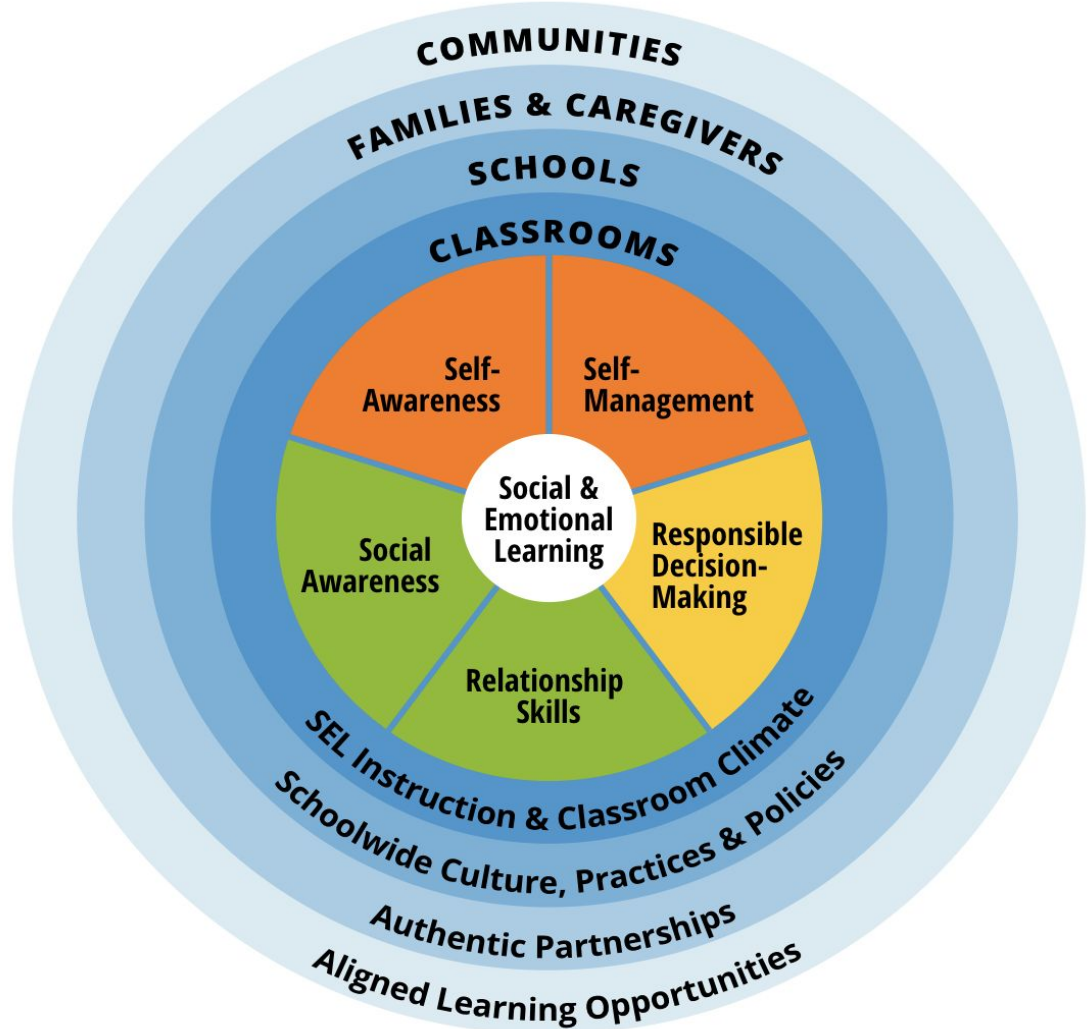 COMMUNITIES
FAMILIES & CAREGIVERS
SCHOOLS
CLASSROOMS
Self-
Awareness
Self-
Management
Social &
Emotional
Learning
Social
Awareness
Responsible
Decision-
Making
Relationship
Skills
SEL Instruction & Classroom Climate
Schoolwide Culture, Practices & Policies
Authentic Partnerships
Aligned Learning Opportunities